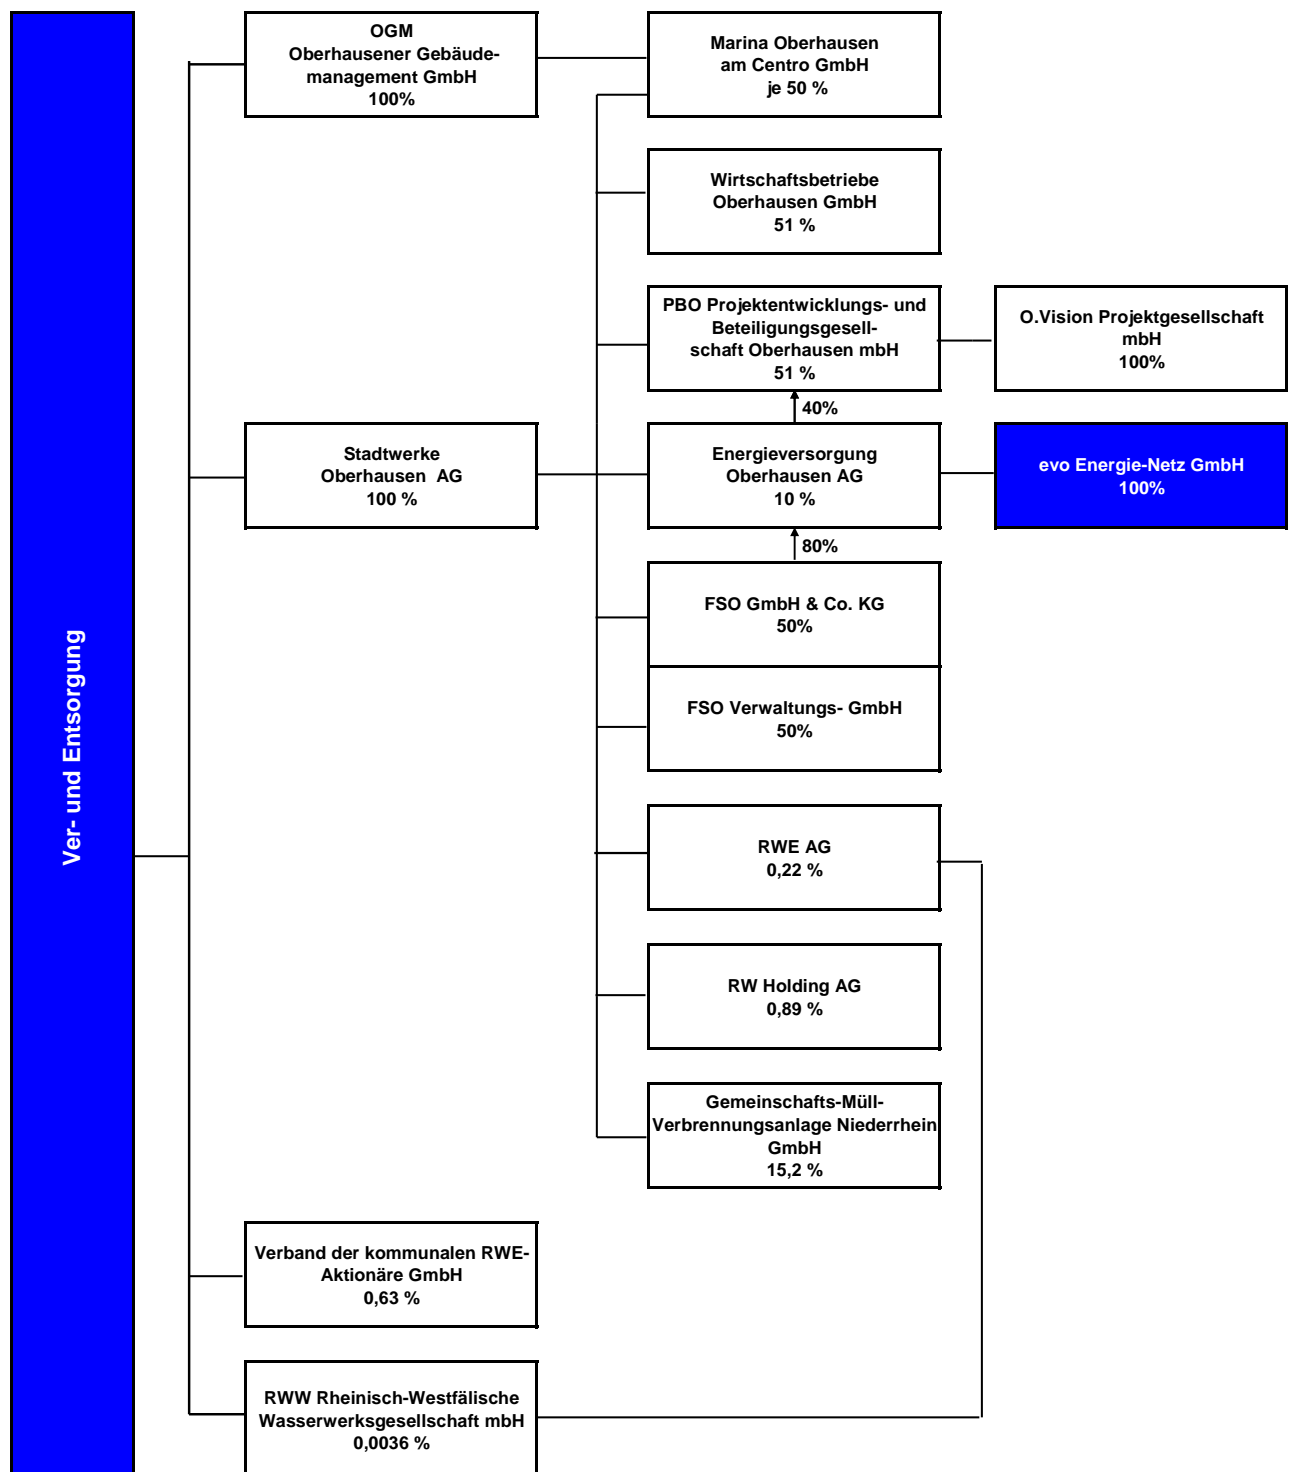 Ver- und Entsorgung
OGM
Oberhausener Gebäude-
management GmbH
100%
Marina Oberhausen
am Centro GmbH
je 50 %
Wirtschaftsbetriebe
Oberhausen GmbH
51 %
PBO Projektentwicklungs- und
Beteiligungsgesell-
schaft Oberhausen mbH
51 %
O.Vision Projektgesellschaft
mbH
100%
40%
Stadtwerke
Oberhausen AG
100 %
Energieversorgung
Oberhausen AG
10 %
evo Energie-Netz GmbH
100%
80%
FSO GmbH & Co. KG
50%
FSO Verwaltungs- GmbH
50%
RWE AG
0,22 %
RW Holding AG
0,89 %
Gemeinschafts-Müll-
Verbrennungsanlage Niederrhein
GmbH
15,2 %
Verband der kommunalen RWE-
Aktionäre GmbH
0,63 %
RWW Rheinisch-Westfälische
Wasserwerksgesellschaft mbH
0,0036 %